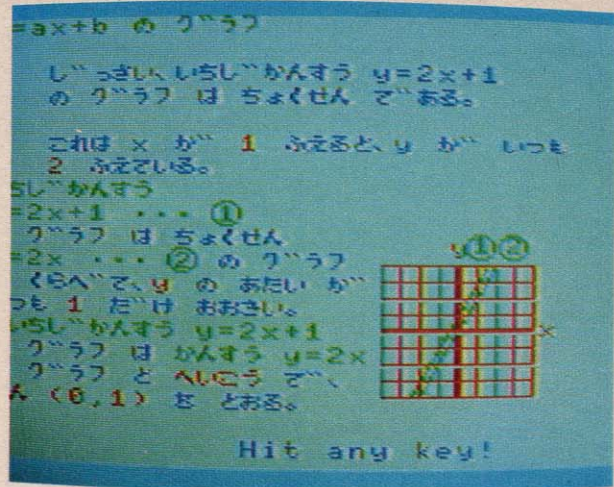 =ax+b の グラフ
じっさい、いちじかんすう y=2x+1
の グラフ は ちょくせん である。
これは x が 1 ふえると、y が いつも
2 ふえている。
ちじかんすう
=2x+1 ・・・ ①
グラフ は ちょくせん
=2x ・・・ ② の グラフ
くらべて、y の あたい が
つも 1 だけ おおきい。
いちじかんすう y=2x+1
グラフ は かんすう y=2x
グラフ と へいこう で、
ん (0,1) を とおる。
y ① ②
x
Hit any key!